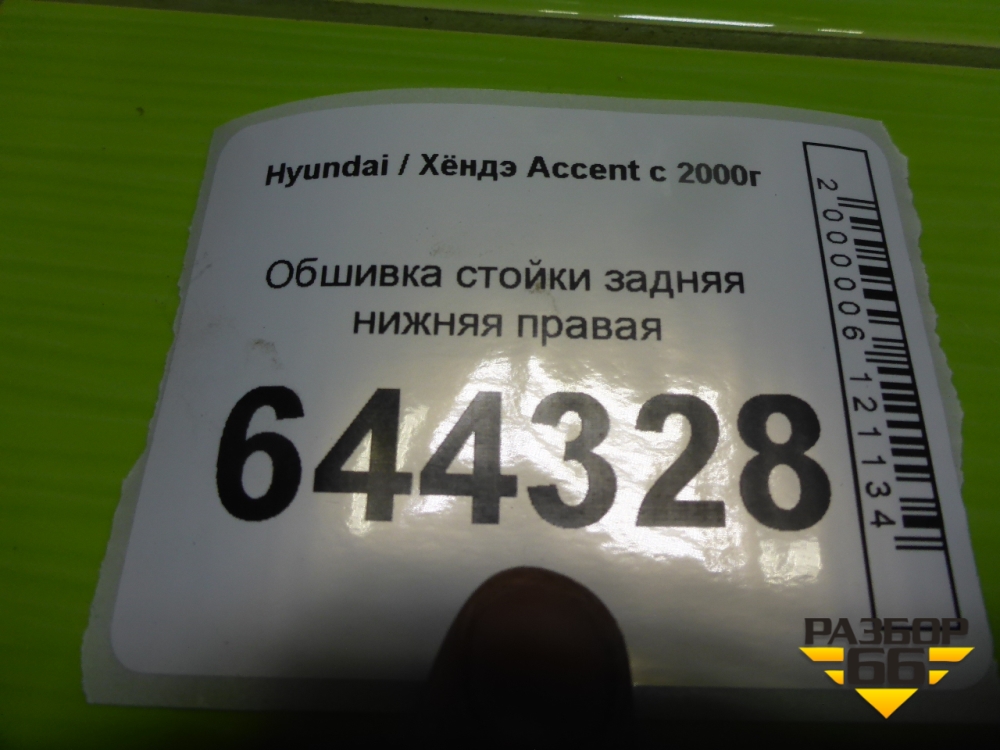 Hyundai / Хёндэ Accent с 2000г
Обшивка стойки задняя
нижняя правая
644328
2000006121134
РАЗБОР
66